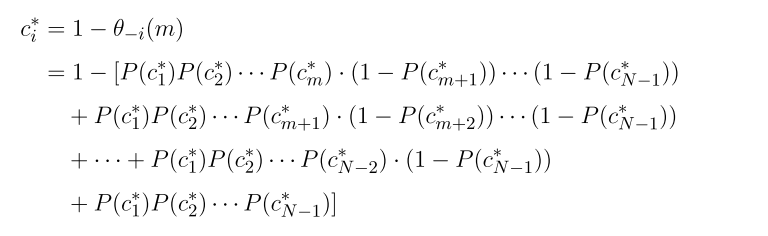 c_i^* = 1 − θ_{−i}(m)
= 1 − [P(c_1^*)P(c_2^*) ⋯ P(c_m^*) · (1 − P(c_{m+1}^*)) ⋯ (1 − P(c_{N−1}^*))
+ P(c_1^*)P(c_2^*) ⋯ P(c_{m+1}^*) · (1 − P(c_{m+2}^*)) ⋯ (1 − P(c_{N−1}^*))
+ ⋯ + P(c_1^*)P(c_2^*) ⋯ P(c_{N−2}^*) · (1 − P(c_{N−1}^*))
+ P(c_1^*)P(c_2^*) ⋯ P(c_{N−1}^*)]